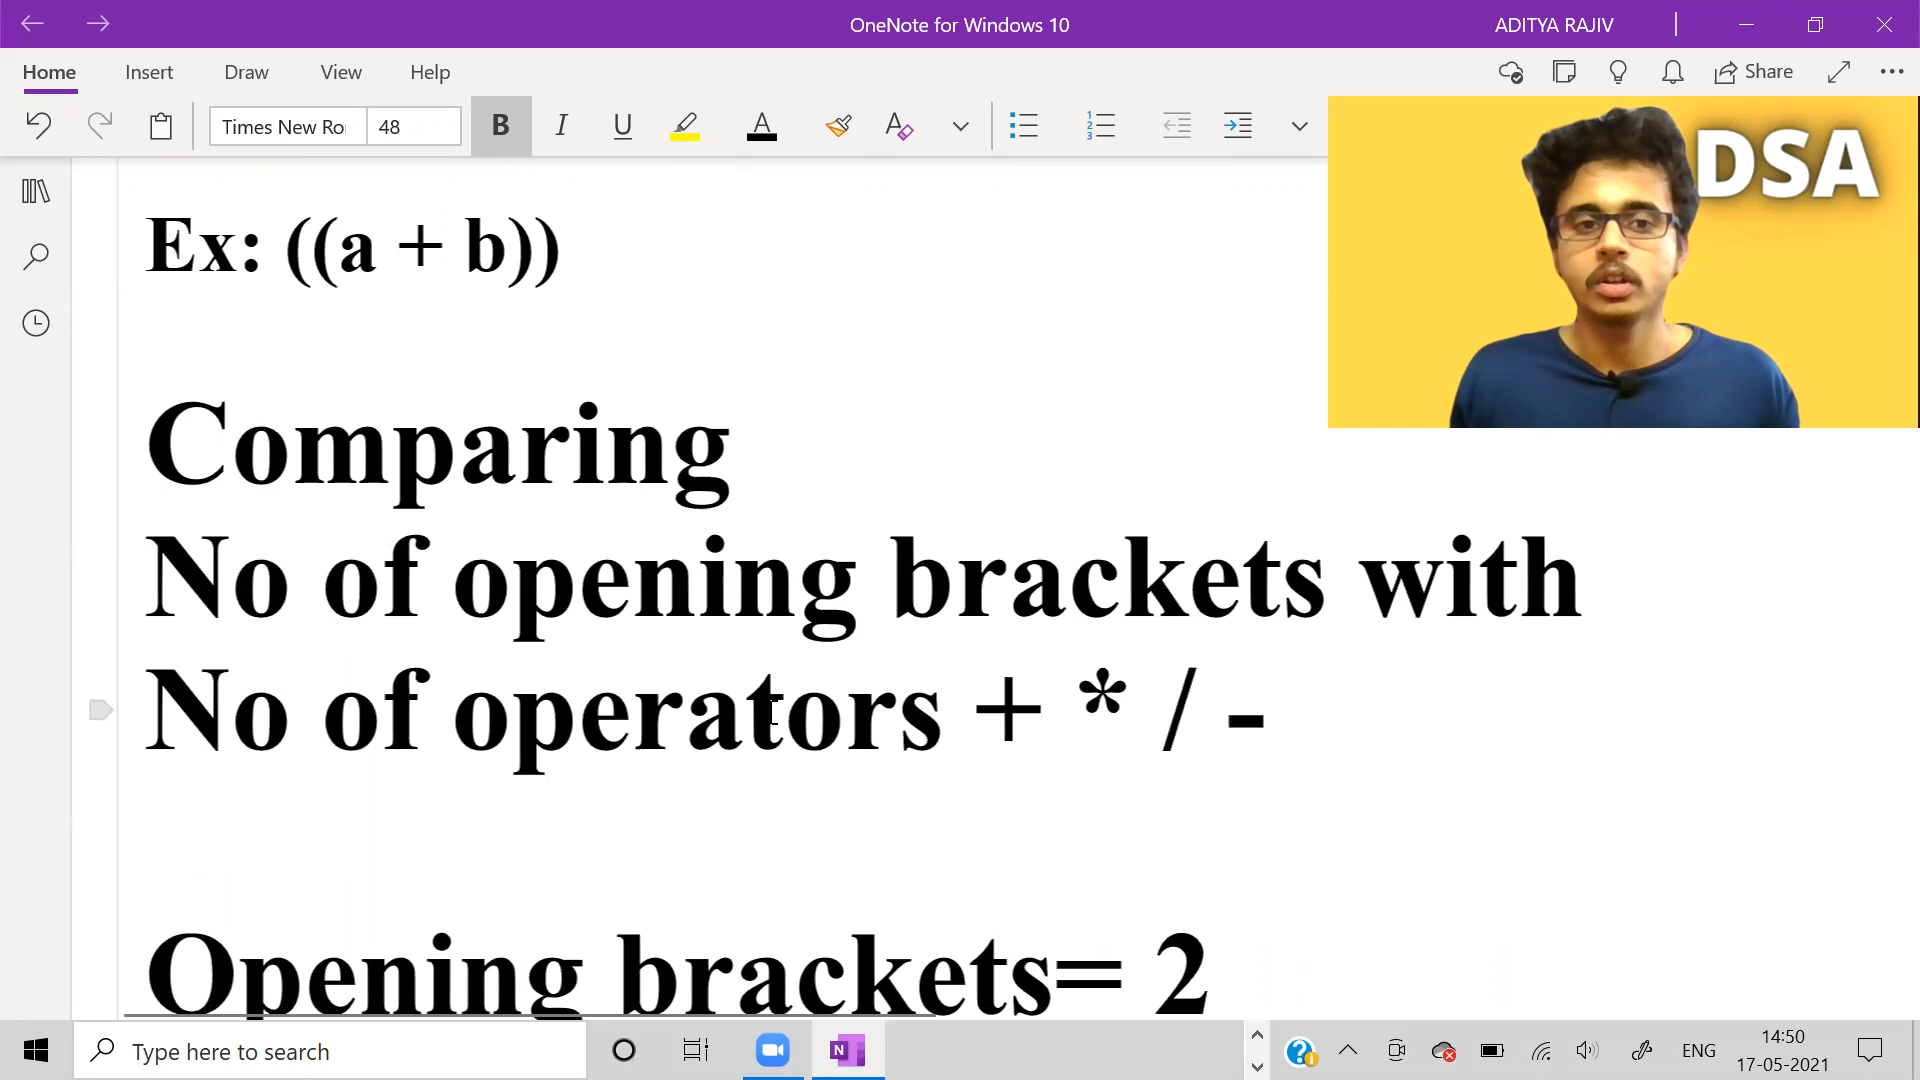 OneNote for Windows 10
ADITYA RAJIV
Home Insert Draw View Help
Share
Times New Ro 48 B I U A A
DSA
Ex: ((a + b))
Comparing
No of opening brackets with
No of operators + * / -
Opening brackets= 2
Type here to search
N
ENG
14:50
17-05-2021